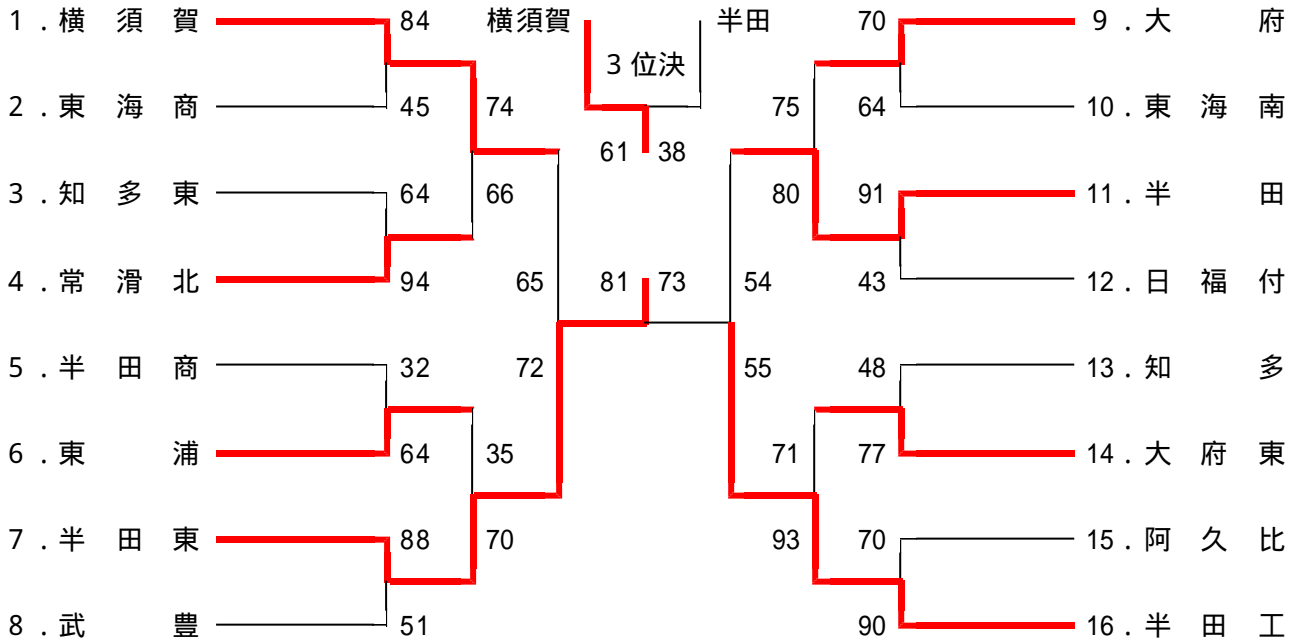 1．横須賀 84 横須賀 半田 70 9．大府
3位決
2．東海商 45 74 75 64 10．東海南
61 38
3．知多東 64 66 80 91 11．半田
4．常滑北 94 65 81 73 54 43 12．日福付
5．半田商 32 72 55 48 13．知多
6．東浦 64 35 71 77 14．大府東
7．半田東 88 70 93 70 15．阿久比
8．武豊 51 90 16．半田工